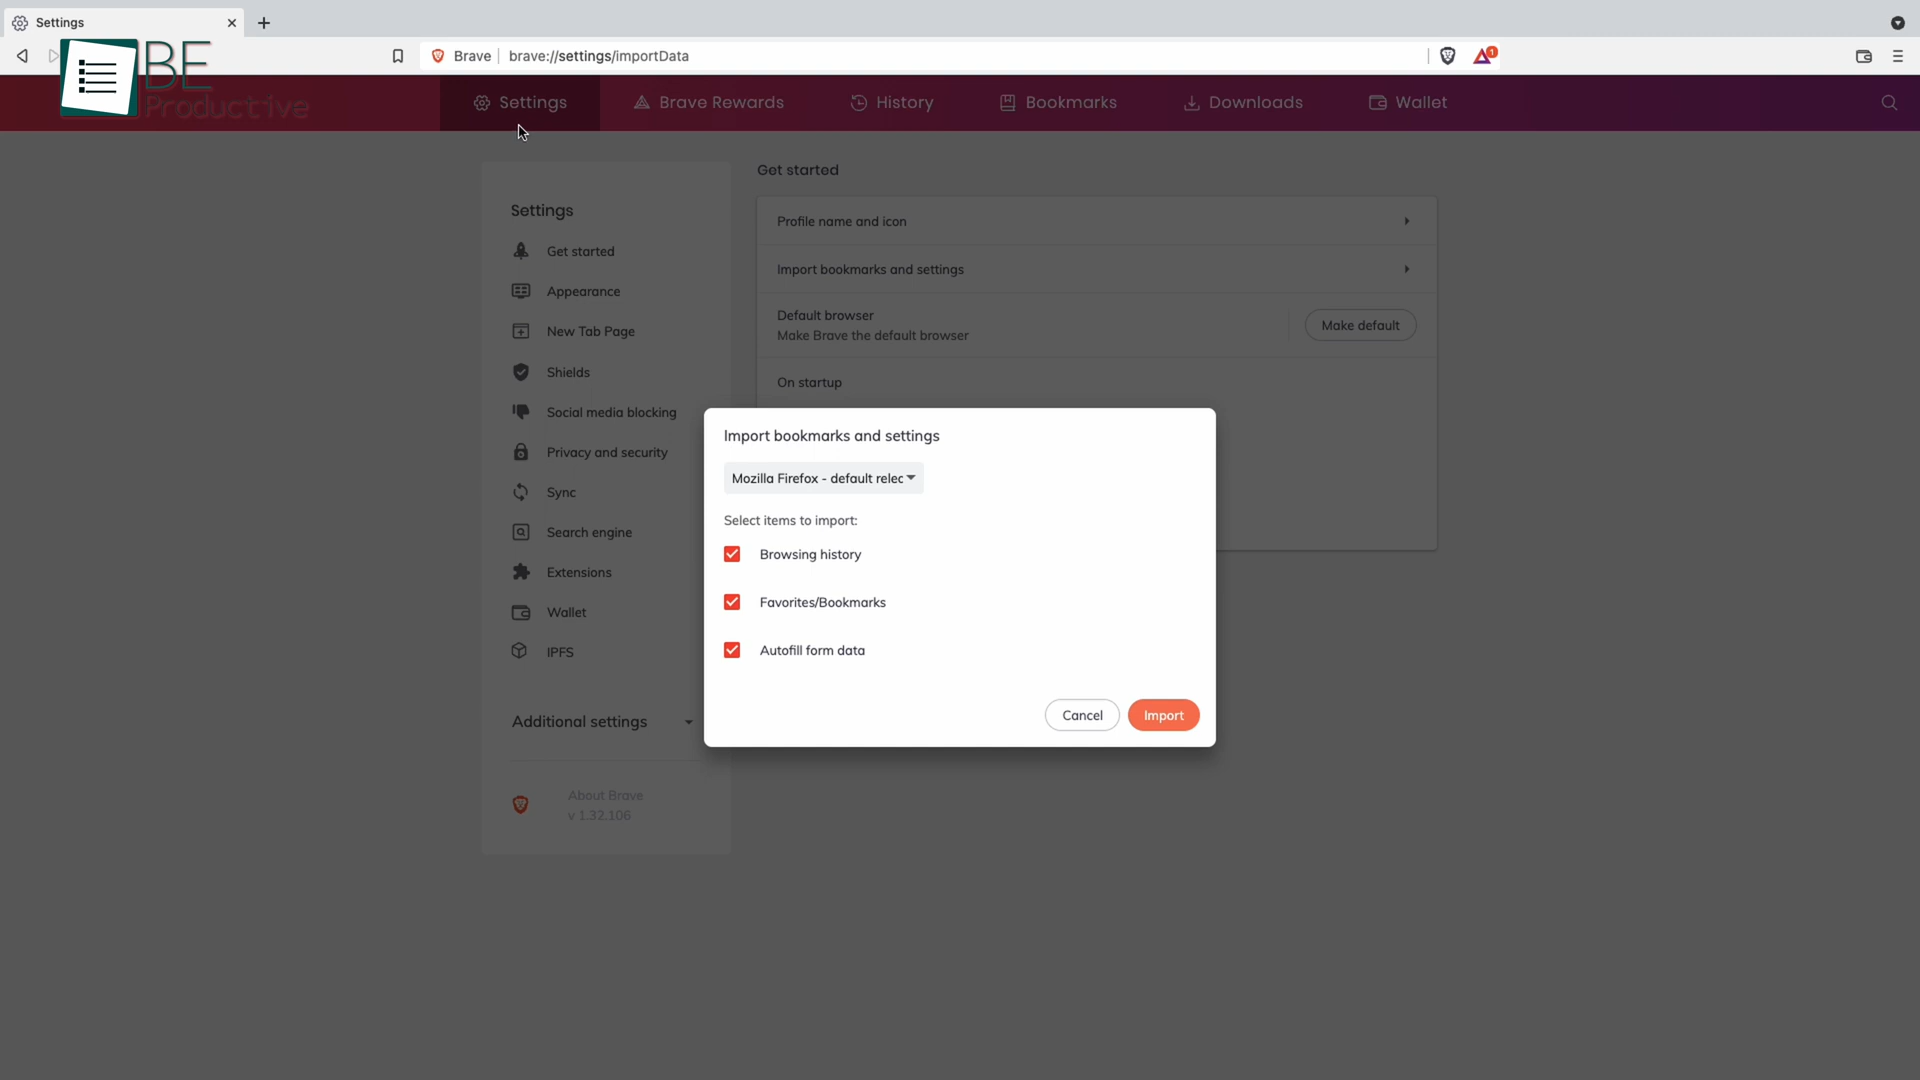 Settings
Brave
brave://settings/importData
1
BE
Productive
Settings
Brave Rewards
History
Bookmarks
Downloads
Wallet
Settings
Get started
Appearance
New Tab Page
Shields
Social media blocking
Privacy and security
Sync
Search engine
Extensions
Wallet
IPFS
Additional settings
About Brave
v 1.32.106
Get started
Profile name and icon
Import bookmarks and settings
Default browser
Make Brave the default browser
Make default
On startup
Import bookmarks and settings
Mozilla Firefox - default relec
Select items to import:
Browsing history
Favorites/Bookmarks
Autofill form data
Cancel
Import